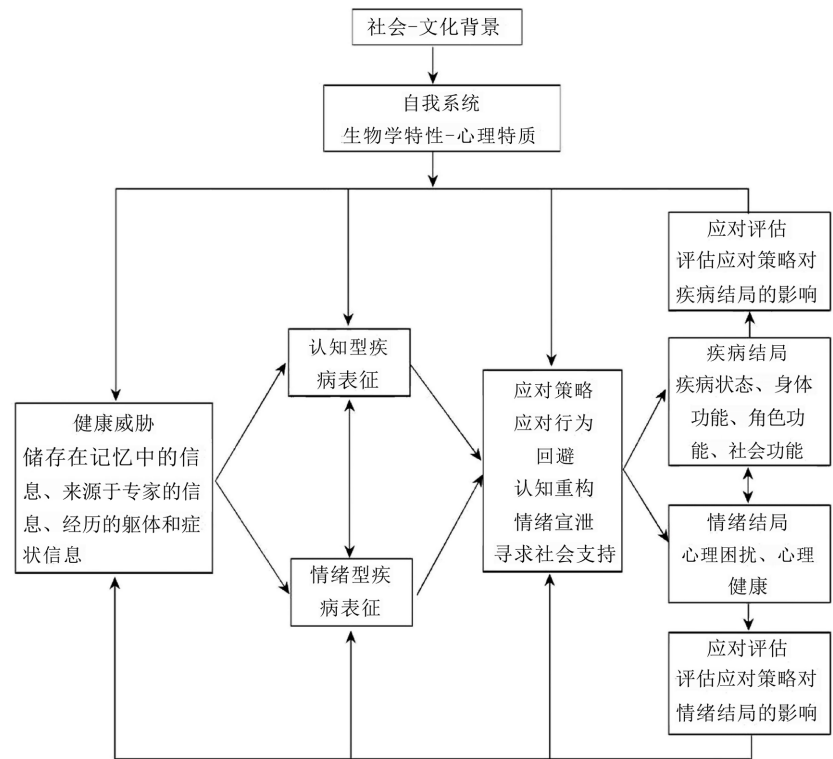 社会-文化背景
自我系统
生物学特性-心理特质
应对评估
评估应对策略对
疾病结局的影响
认知型疾
病表征
疾病结局
疾病状态、身体
功能、角色功
能、社会功能
健康威胁
储存在记忆中的信
息、来源于专家的信
息、经历的躯体和症
状信息
应对策略
应对行为
回避
认知重构
情绪宣泄
寻求社会支持
情绪型疾
病表征
情绪结局
心理困扰、心理
健康
应对评估
评估应对策略对
情绪结局的影响